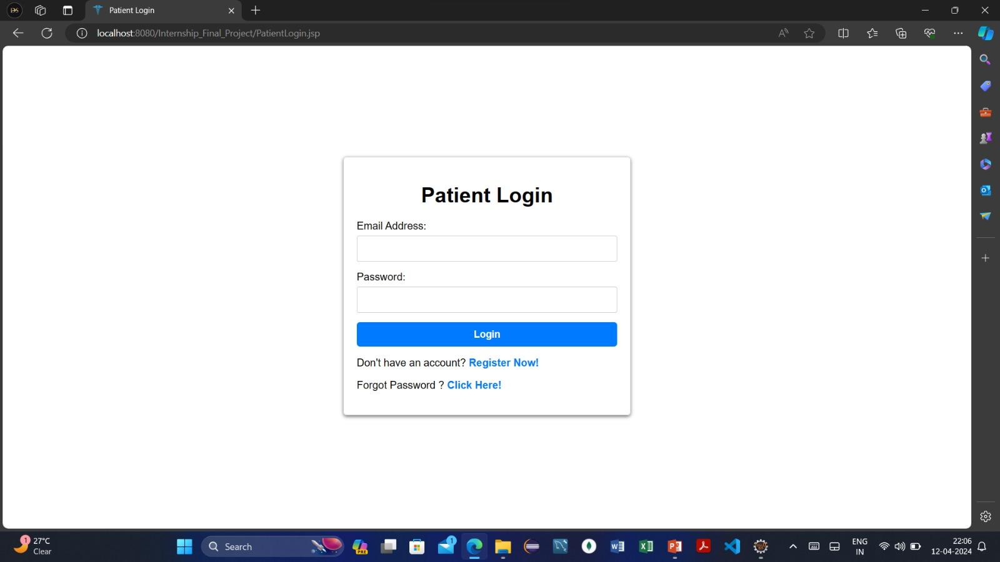 Patient Login
localhost:8080/Internship_Final_Project/PatientLogin.jsp
Patient Login
Email Address:
Password:
Login
Don't have an account? Register Now!
Forgot Password ? Click Here!
1
27°C
Clear
Search
PRE
1
ENG
IN
22:06
12-04-2024